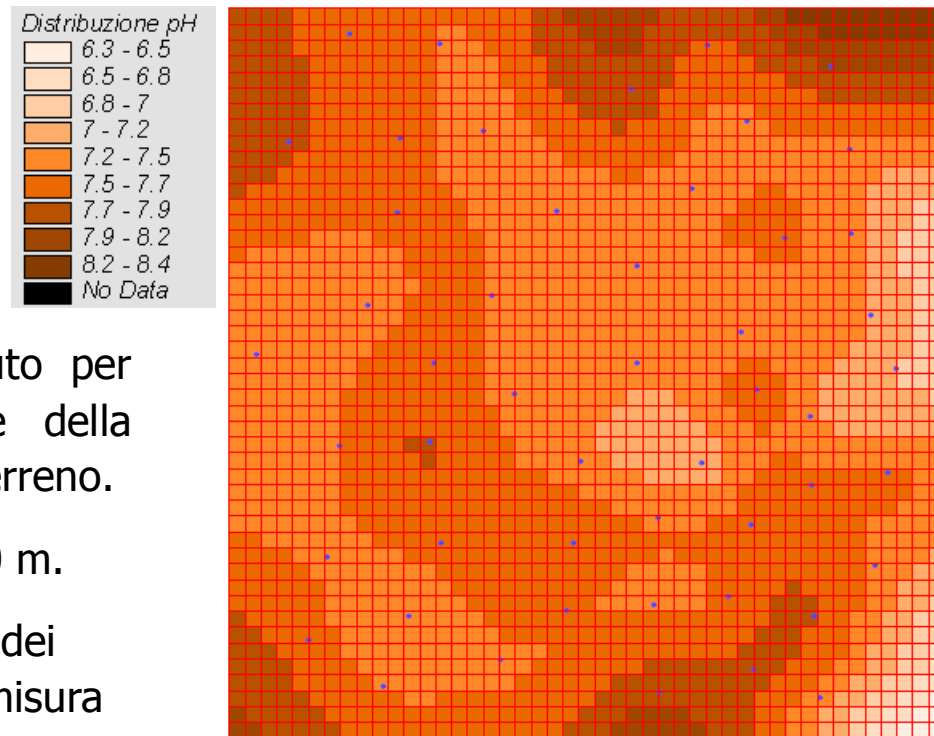 Distribuzione pH
6.3 - 6.5
6.5 - 6.8
6.8 - 7
7 - 7.2
7.2 - 7.5
7.5 - 7.7
7.7 - 7.9
7.9 - 8.2
8.2 - 8.4
No Data
per
e della
erreno.
m.
dei
misura